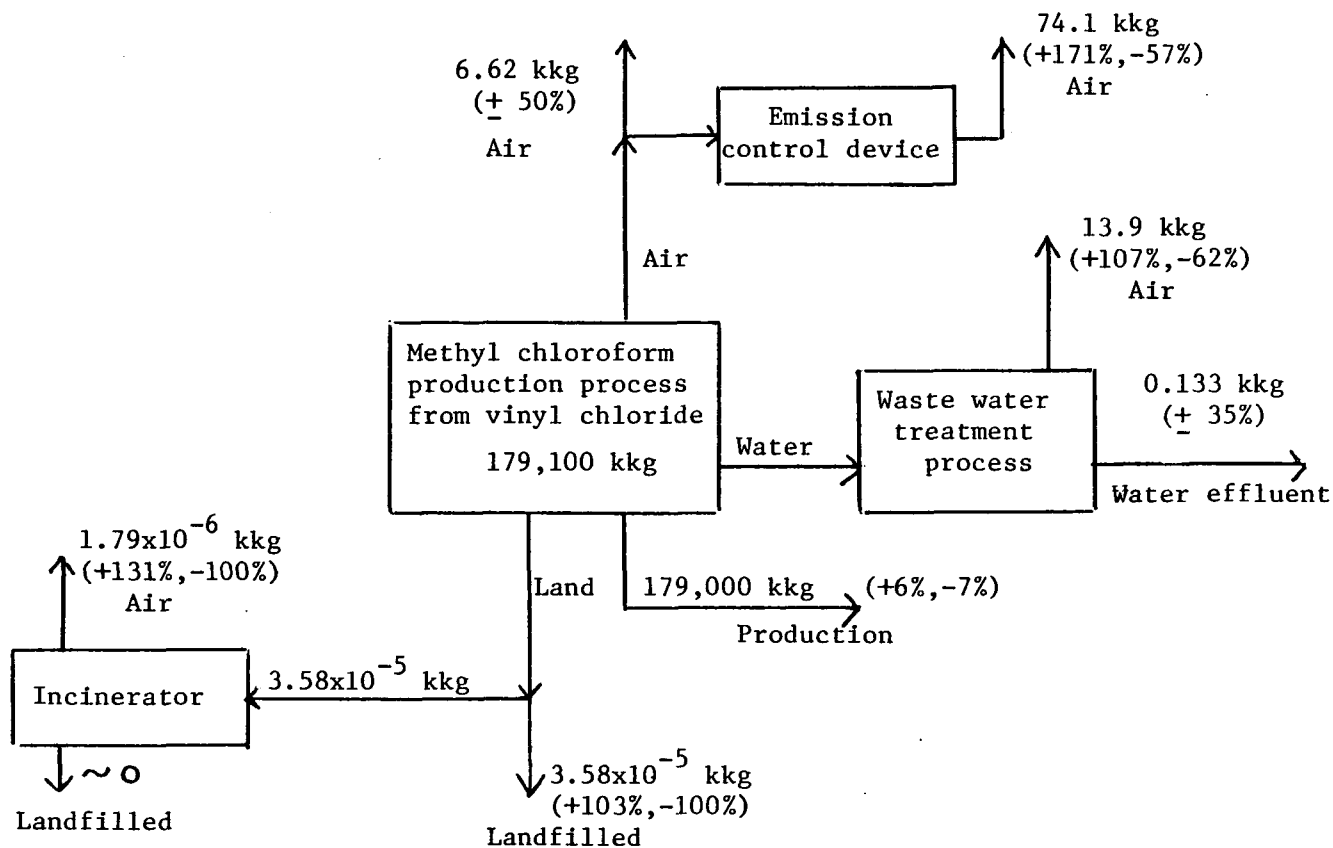 74.1 kkg
(+171%,-57%)
Air
6.62 kkg
(± 50%)
Air
Emission
control device
13.9 kkg
(+107%,-62%)
Air
Air
Methyl chloroform
production process
from vinyl chloride
179,100 kkg
Water
Waste water
treatment
process
0.133 kkg
(± 35%)
Water effluent
1.79x10⁻⁶ kkg
(+131%,-100%)
Air
Land
179,000 kkg
(+6%,-7%)
Production
Incinerator
3.58x10⁻⁵ kkg
~0
Landfilled
3.58x10⁻⁵ kkg
(+103%,-100%)
Landfilled